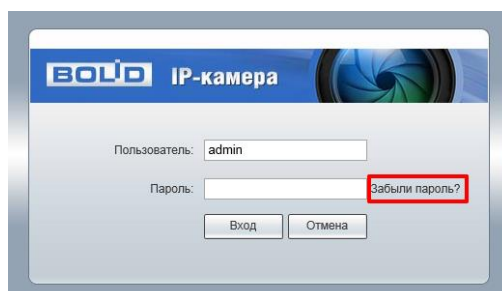 BOLID IP-камера
Пользователь: admin
Пароль: Забыли пароль?
Вход Отмена